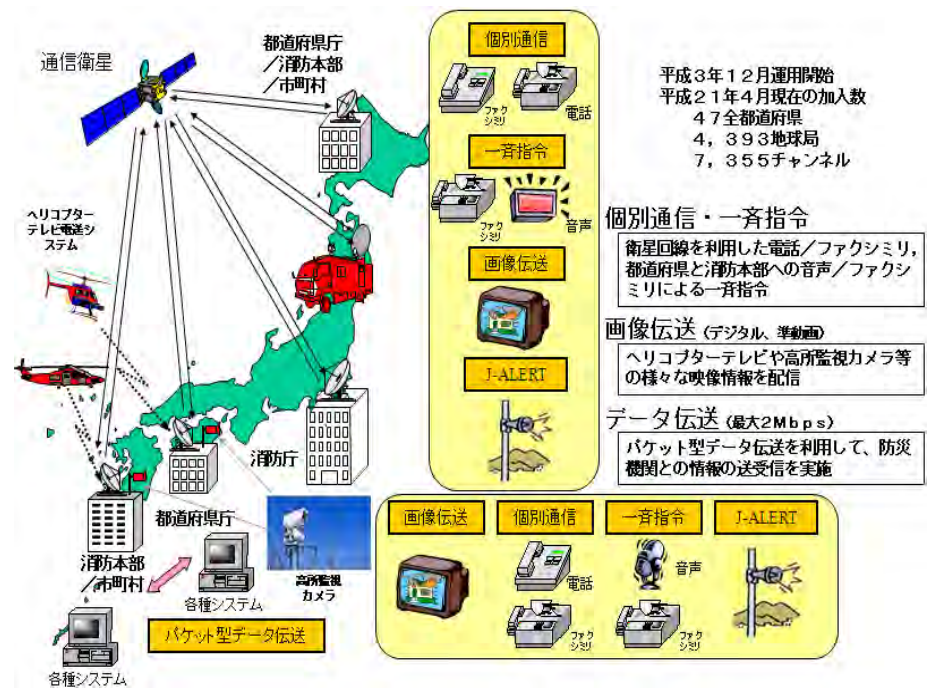 通信衛星
都道府県庁
／消防本部
／市町村
ヘリコプター
テレビ電送シ
ステム
消防庁
都道府県庁
消防本部
／市町村
高所監視
カメラ
各種システム
各種システム
パケット型データ伝送
個別通信
ファク
シミリ
電話
一斉指令
ファク
シミリ
音声
画像伝送
J-ALERT
画像伝送
個別通信
一斉指令
J-ALERT
電話
音声
ファク
シミリ
ファク
シミリ
平成３年１２月運用開始
平成２１年４月現在の加入数
４７全都道府県
４，３９３地球局
７，３５５チャンネル
個別通信・一斉指令
衛星回線を利用した電話／ファクシミリ，
都道府県と消防本部への音声／ファクシ
ミリによる一斉指令
画像伝送（デジタル、準動画）
ヘリコプターテレビや高所監視カメラ等
の様々な映像情報を配信
データ伝送（最大２Ｍｂｐｓ）
パケット型データ伝送を利用して、防災
機関との情報の送受信を実施